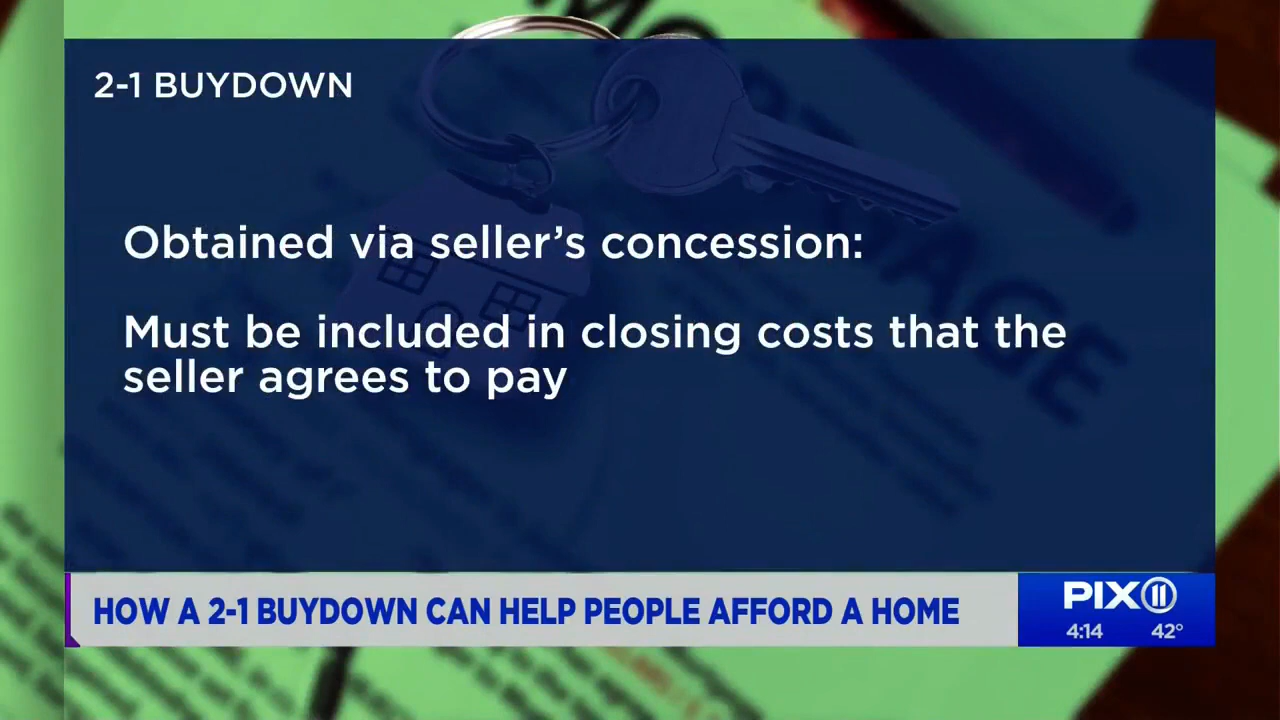 2-1 BUYDOWN
Obtained via seller’s concession:
Must be included in closing costs that the
seller agrees to pay
HOW A 2-1 BUYDOWN CAN HELP PEOPLE AFFORD A HOME
PIX11
4:14 42°